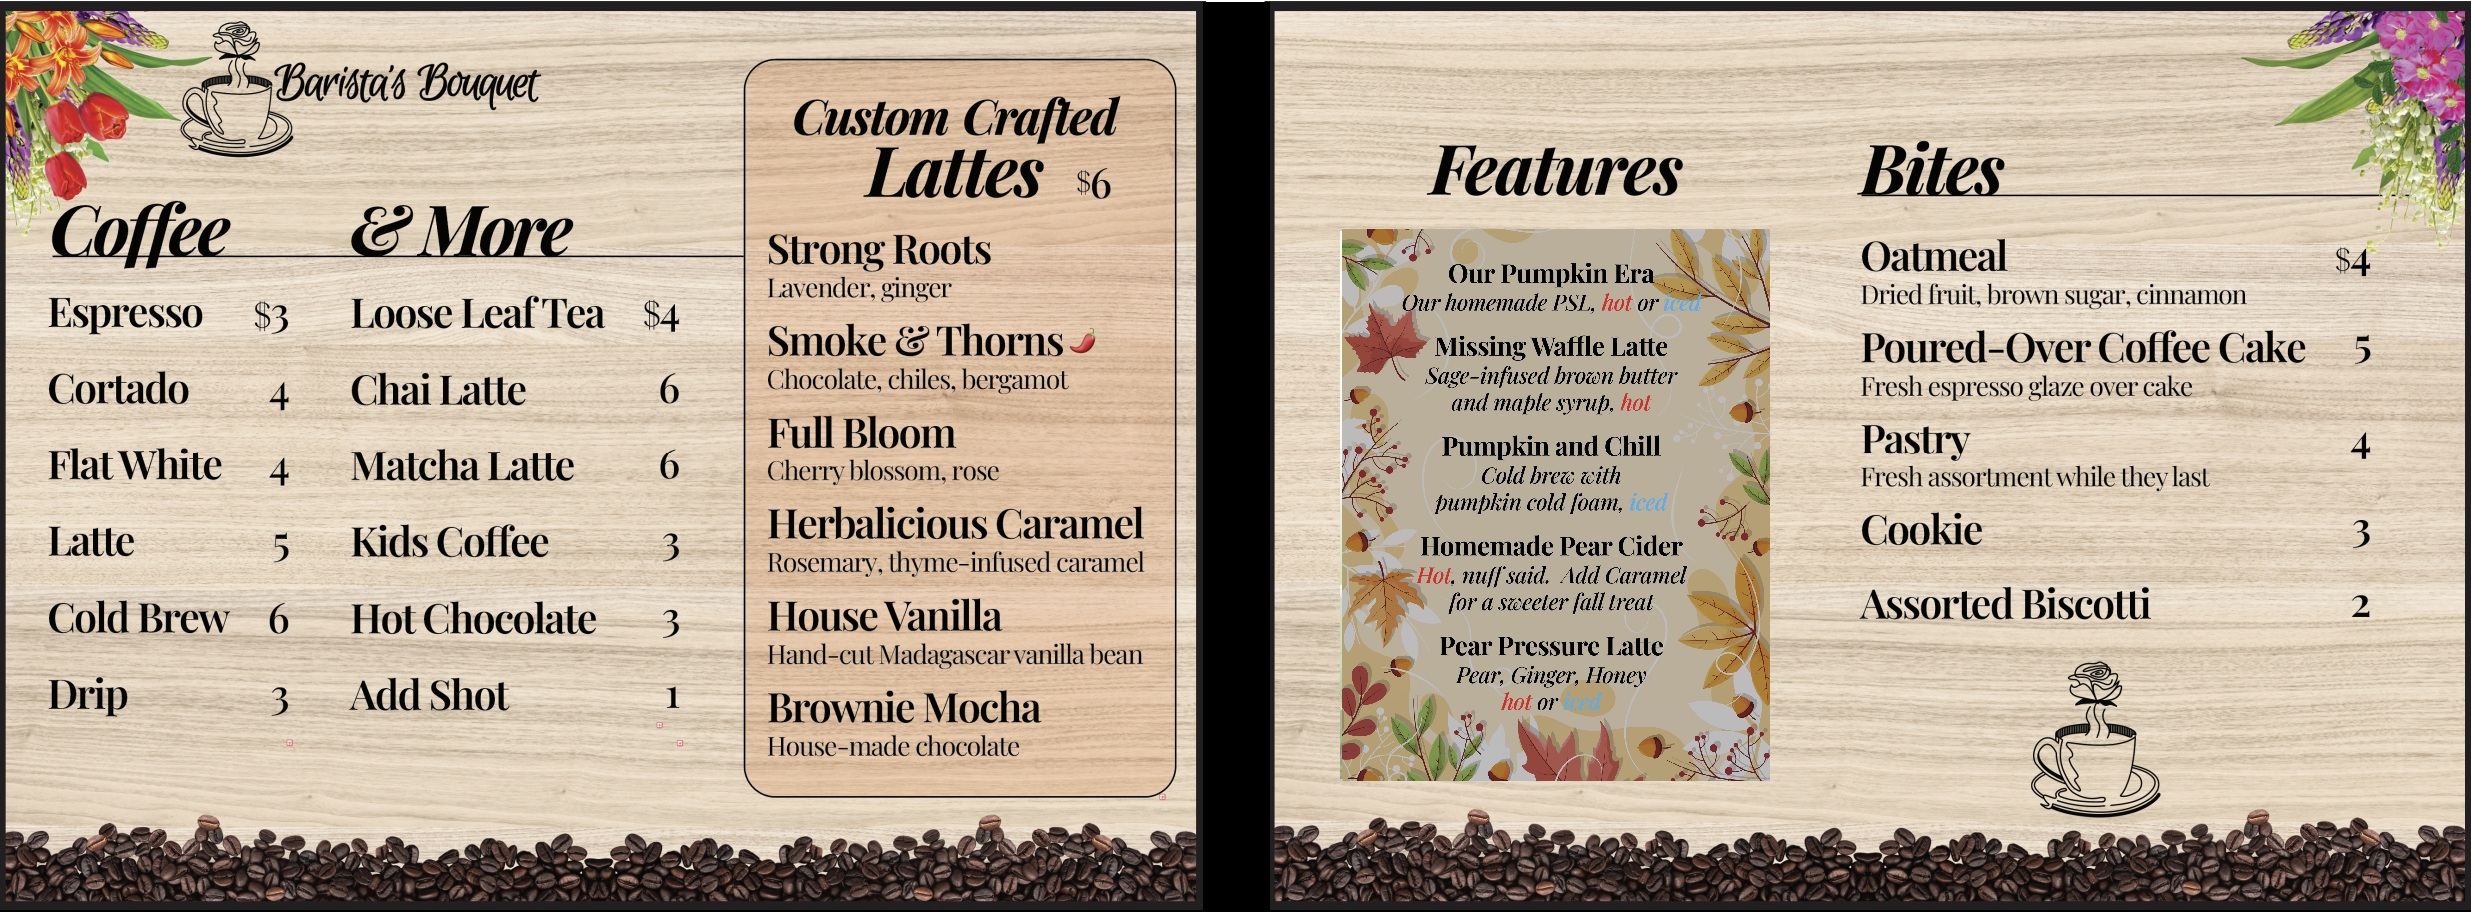 Barista's Bouquet
Coffee & More
Espresso $3
Cortado 4
Flat White 4
Latte 5
Cold Brew 6
Drip 3
Loose Leaf Tea $4
Chai Latte 6
Matcha Latte 6
Kids Coffee 3
Hot Chocolate 3
Add Shot 1
Custom Crafted
Lattes $6
Strong Roots
Lavender, ginger
Smoke & Thorns
Chocolate, chiles, bergamot
Full Bloom
Cherry blossom, rose
Herbalicious Caramel
Rosemary, thyme-infused caramel
House Vanilla
Hand-cut Madagascar vanilla bean
Brownie Mocha
House-made chocolate
Features
Our Pumpkin Era
Our homemade PSL, hot or iced
Missing Waffle Latte
Sage-infused brown butter
and maple syrup, hot
Pumpkin and Chill
Cold brew with
pumpkin cold foam, iced
Homemade Pear Cider
Hot, nuff said. Add Caramel
for a sweeter fall treat
Pear Pressure Latte
Pear, Ginger, Honey
hot or iced
Bites
Oatmeal $4
Dried fruit, brown sugar, cinnamon
Poured-Over Coffee Cake 5
Fresh espresso glaze over cake
Pastry 4
Fresh assortment while they last
Cookie 3
Assorted Biscotti 2